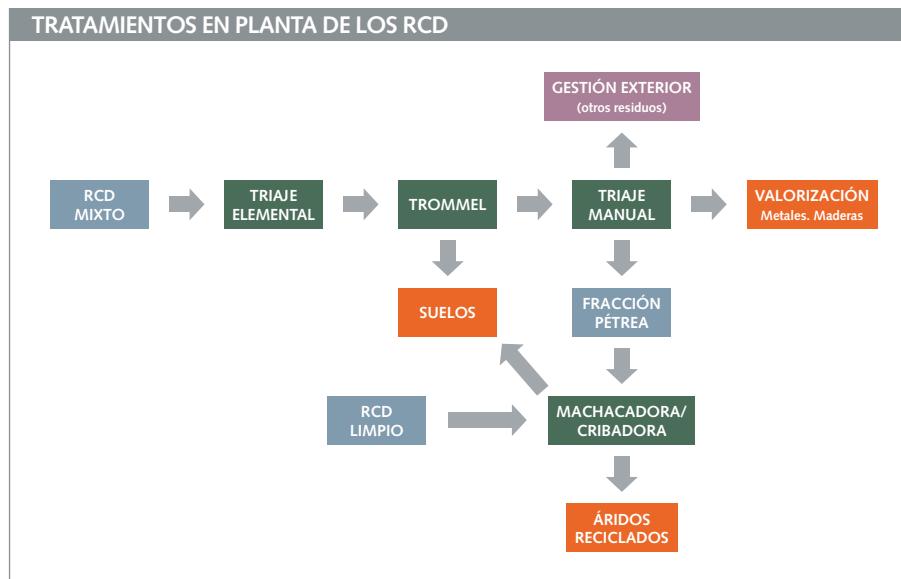 TRATAMIENTOS EN PLANTA DE LOS RCD
GESTIÓN EXTERIOR
(otros residuos)
RCD
MIXTO
TRIAJE
ELEMENTAL
TROMMEL
TRIAJE
MANUAL
VALORIZACIÓN
Metales. Maderas
SUELOS
FRACCIÓN
PÉTREA
RCD
LIMPIO
MACHACADORA/
CRIBADORA
ÁRIDOS
RECICLADOS